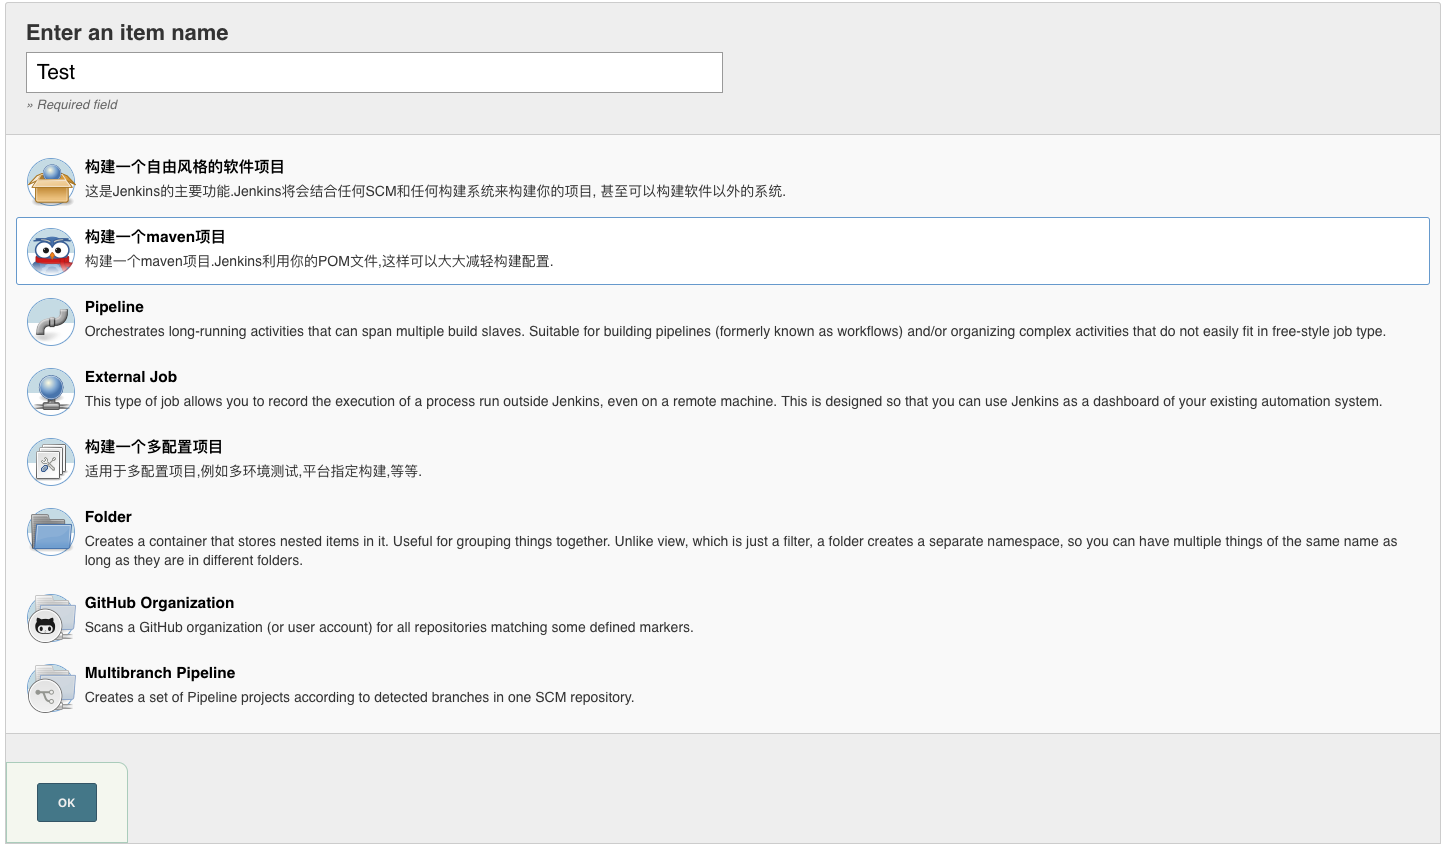 Enter an item name
Test
» Required field
构建一个自由风格的软件项目
这是Jenkins的主要功能.Jenkins将会结合任何SCM和任何构建系统来构建你的项目, 甚至可以构建软件以外的系统.
构建一个maven项目
构建一个maven项目.Jenkins利用你的POM文件,这样可以大大减轻构建配置.
Pipeline
Orchestrates long-running activities that can span multiple build slaves. Suitable for building pipelines (formerly known as workflows) and/or organizing complex activities that do not easily fit in free-style job type.
External Job
This type of job allows you to record the execution of a process run outside Jenkins, even on a remote machine. This is designed so that you can use Jenkins as a dashboard of your existing automation system.
构建一个多配置项目
适用于多配置项目,例如多环境测试,平台指定构建,等等.
Folder
Creates a container that stores nested items in it. Useful for grouping things together. Unlike view, which is just a filter, a folder creates a separate namespace, so you can have multiple things of the same name as
long as they are in different folders.
GitHub Organization
Scans a GitHub organization (or user account) for all repositories matching some defined markers.
Multibranch Pipeline
Creates a set of Pipeline projects according to detected branches in one SCM repository.
OK